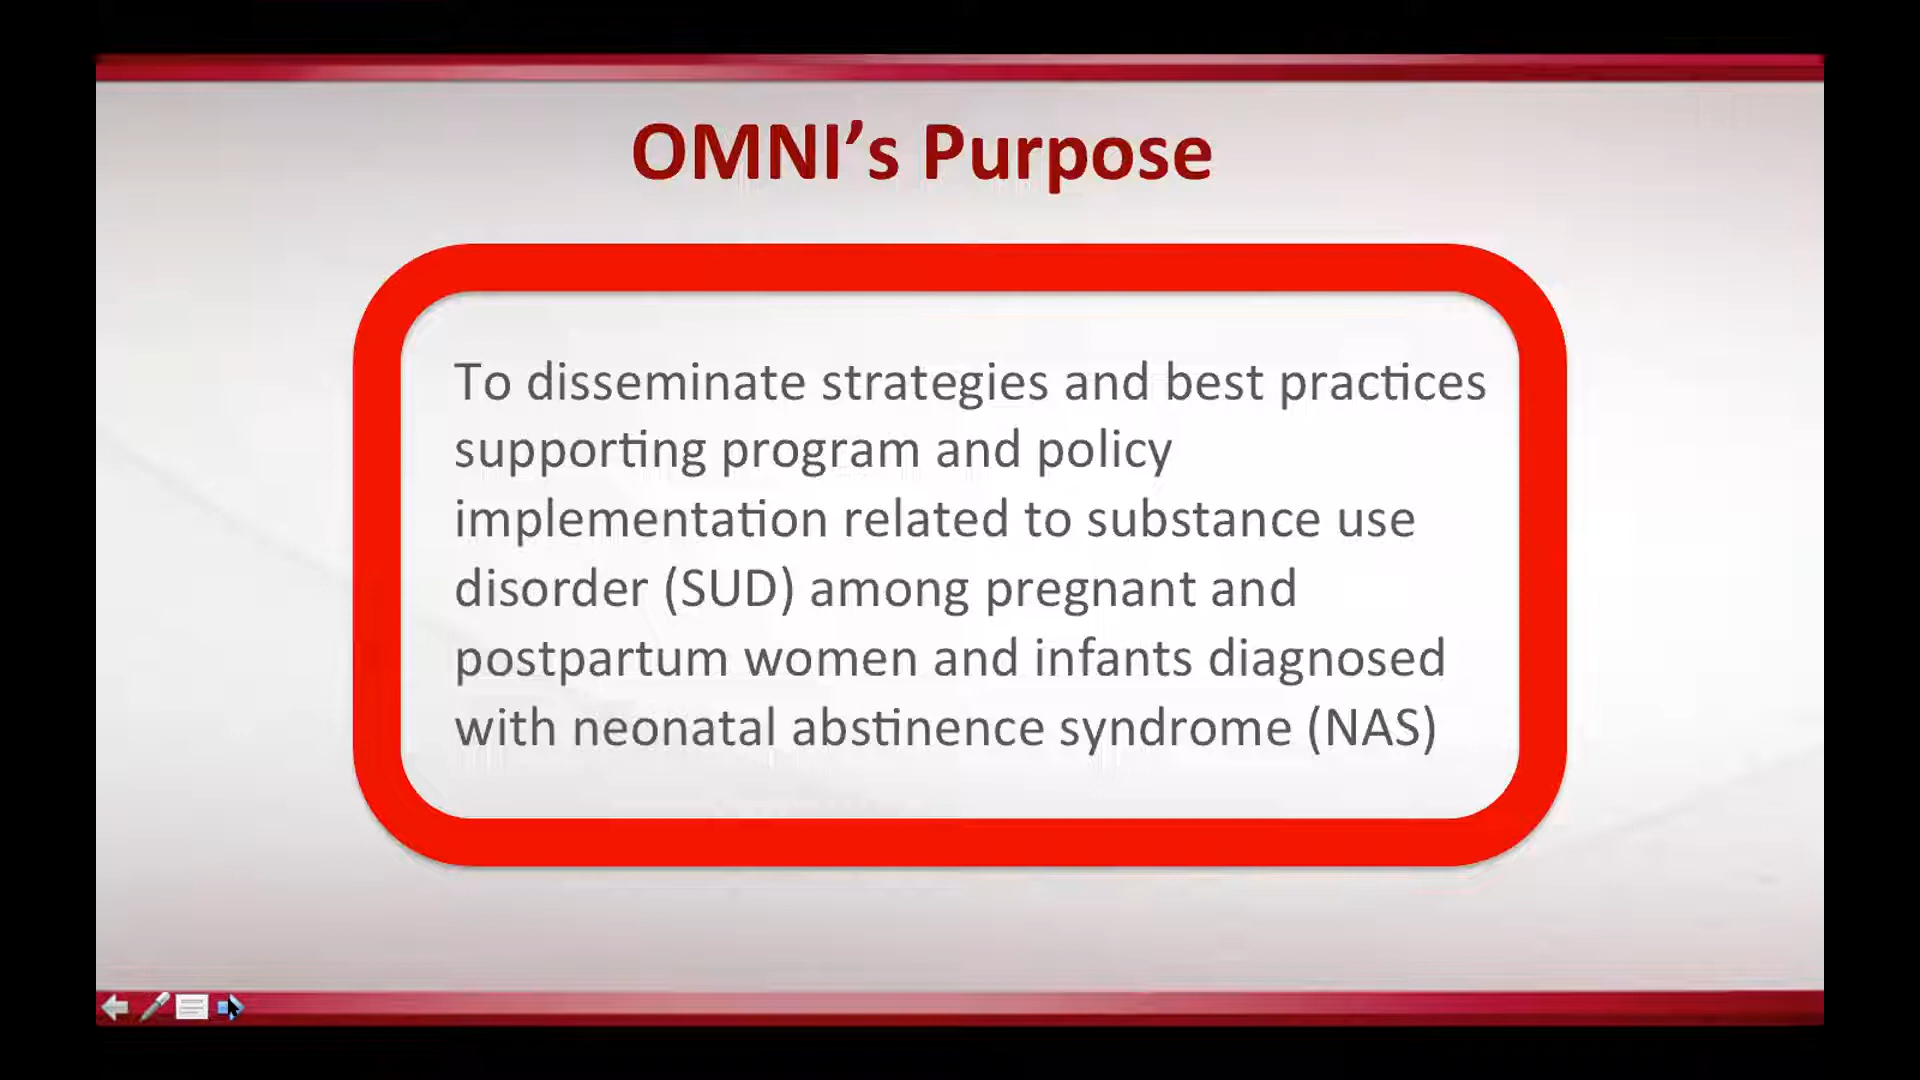 OMNI’s Purpose
To disseminate strategies and best practices
supporting program and policy
implementation related to substance use
disorder (SUD) among pregnant and
postpartum women and infants diagnosed
with neonatal abstinence syndrome (NAS)